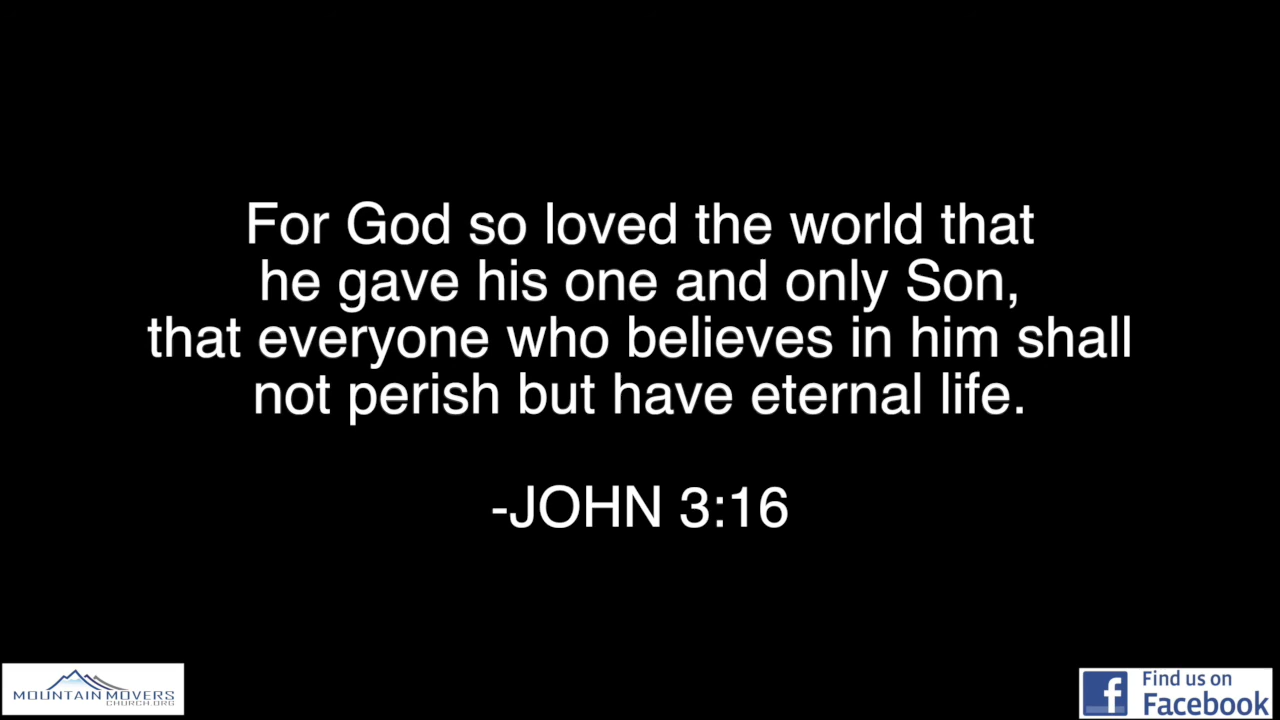 For God so loved the world that
he gave his one and only Son,
that everyone who believes in him shall
not perish but have eternal life.
-JOHN 3:16
MOUNTAIN MOVERS
CHURCH.ORG
f
Find us on
Facebook